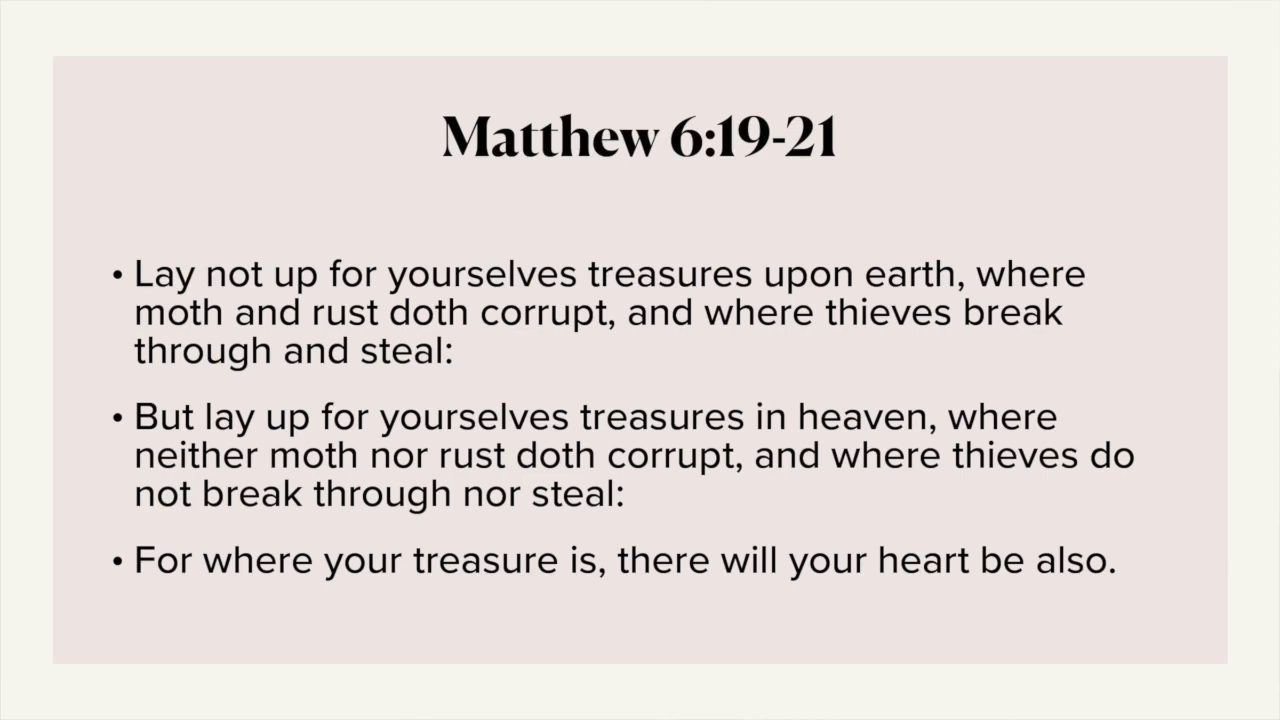 Matthew 6:19-21
• Lay not up for yourselves treasures upon earth, where
moth and rust doth corrupt, and where thieves break
through and steal:
• But lay up for yourselves treasures in heaven, where
neither moth nor rust doth corrupt, and where thieves do
not break through nor steal:
• For where your treasure is, there will your heart be also.